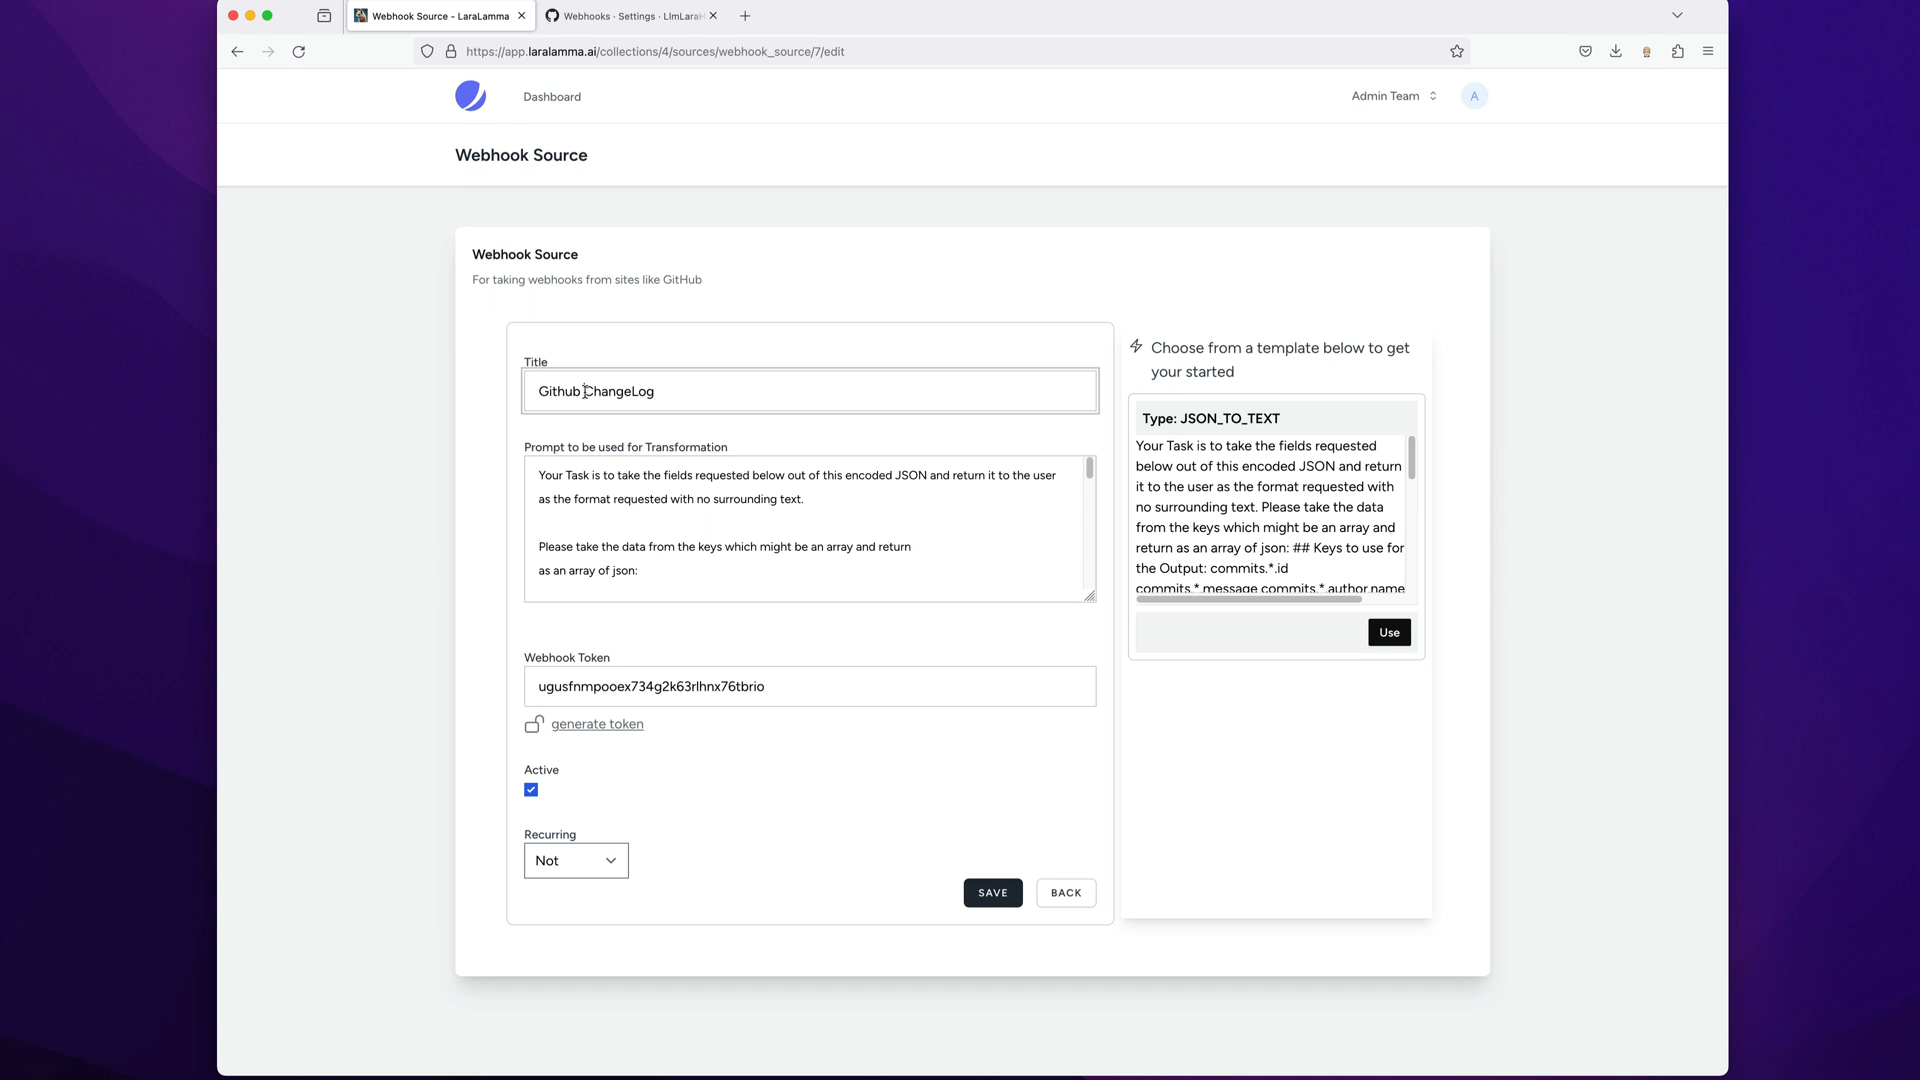 Webhook Source - LaraLamma
Webhooks · Settings · LlmLaraH
https://app.laralamma.ai/collections/4/sources/webhook_source/7/edit
Dashboard
Admin Team
A
Webhook Source
Webhook Source
For taking webhooks from sites like GitHub
Title
Github ChangeLog
Prompt to be used for Transformation
Your Task is to take the fields requested below out of this encoded JSON and return it to the user
as the format requested with no surrounding text.
Please take the data from the keys which might be an array and return
as an array of json:
Webhook Token
ugusfnmpooex734g2k63rlhnx76tbrio
generate token
Active
Recurring
Not
SAVE
BACK
Choose from a template below to get
your started
Type: JSON_TO_TEXT
Your Task is to take the fields requested
below out of this encoded JSON and return
it to the user as the format requested with
no surrounding text. Please take the data
from the keys which might be an array and
return as an array of json: ## Keys to use for
the Output: commits.*.id
commits.*.message commits.*.author.name
Use